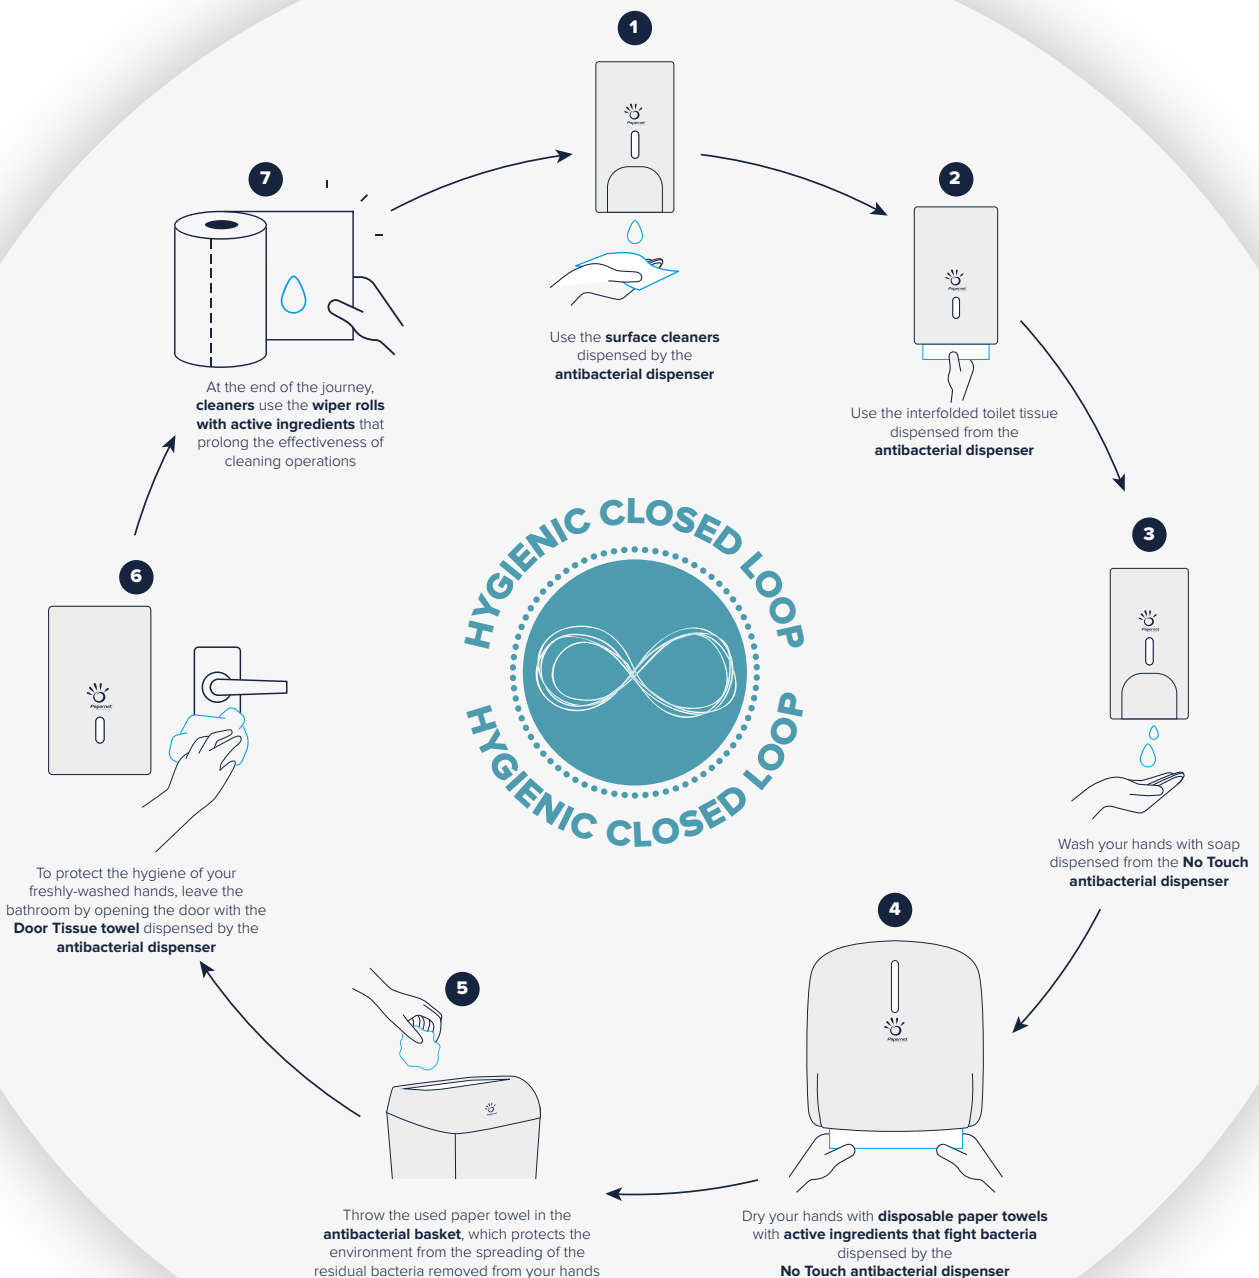 1
Papernet
Use the surface cleaners
dispensed by the
antibacterial dispenser
2
Papernet
Use the interfolded toilet tissue
dispensed from the
antibacterial dispenser
3
Papernet
Wash your hands with soap
dispensed from the No Touch
antibacterial dispenser
4
Papernet
Dry your hands with disposable paper towels
with active ingredients that fight bacteria
dispensed by the
No Touch antibacterial dispenser
5
Throw the used paper towel in the
antibacterial basket, which protects the
environment from the spreading of the
residual bacteria removed from your hands
6
Papernet
To protect the hygiene of your
freshly-washed hands, leave the
bathroom by opening the door with the
Door Tissue towel dispensed by the
antibacterial dispenser
7
At the end of the journey,
cleaners use the wiper rolls
with active ingredients that
prolong the effectiveness of
cleaning operations
HYGIENIC CLOSED LOOP
HYGIENIC CLOSED LOOP